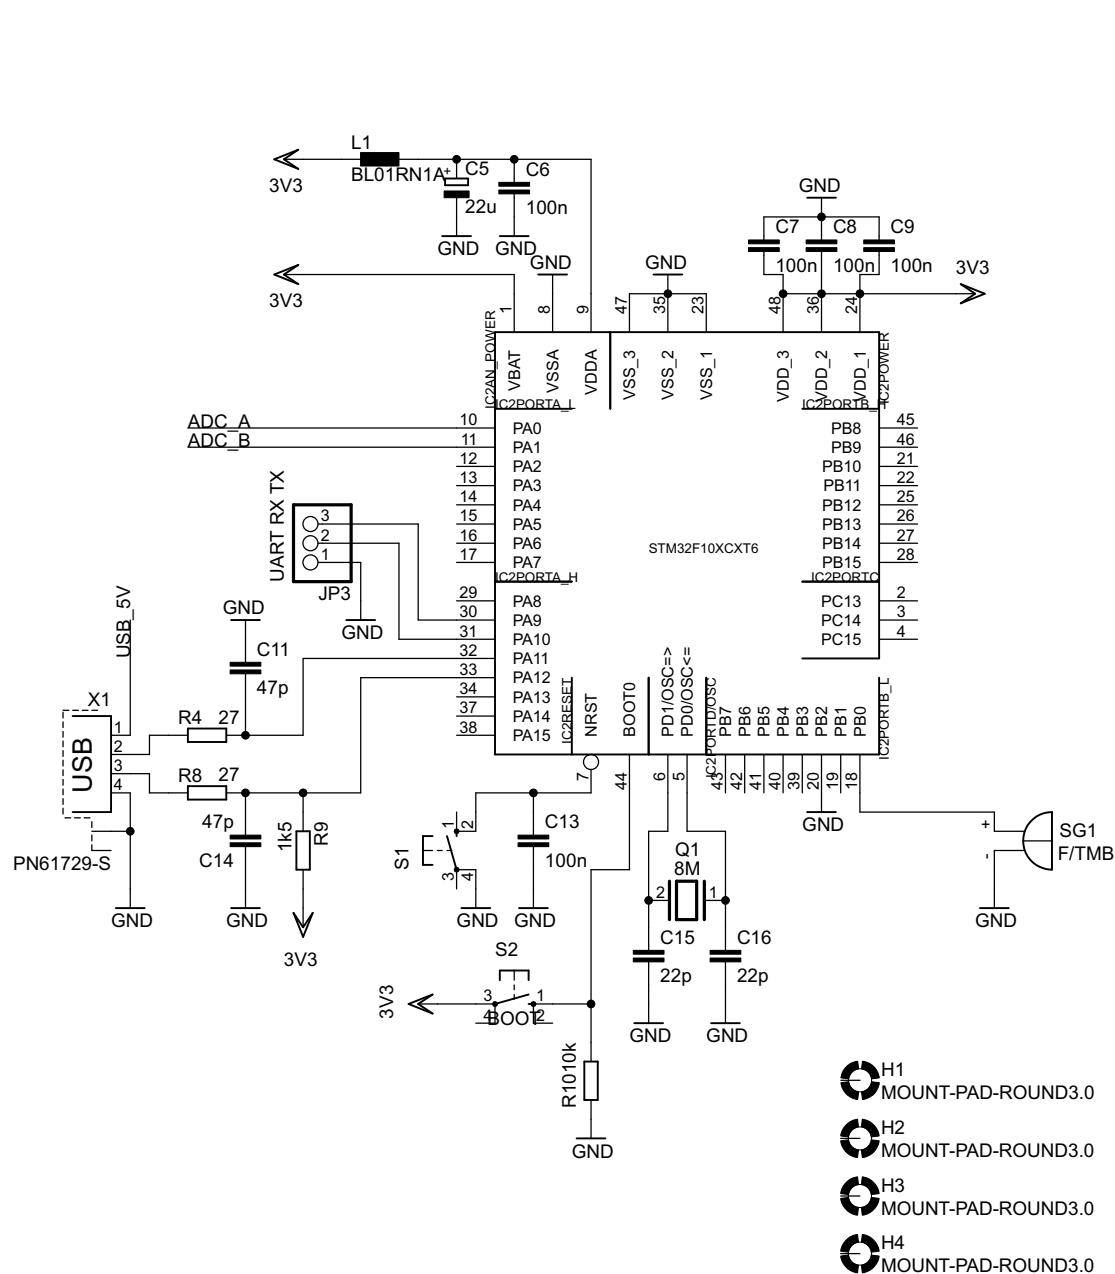 L1
BL01RN1A
3V3
+
C5
22u
GND
C6
100n
GND
3V3
GND
GND
GND
C7
100n
C8
100n
C9
100n
3V3
1
8
9
47
35
23
48
36
24
IC2AN_POWER
VBAT
VSSA
VDDA
VSS_3
VSS_2
VSS_1
VDD_3
VDD_2
VDD_1
IC2POWER
IC2PORTA_L
IC2PORTB_H
ADC_A
10 PA0
ADC_B
11 PA1
12 PA2
13 PA3
14 PA4
15 PA5
16 PA6
17 PA7
IC2PORTA_H
29 PA8
30 PA9
31 PA10
32 PA11
33 PA12
34 PA13
37 PA14
38 PA15
PB8 45
PB9 46
PB10 21
PB11 22
PB12 25
PB13 26
PB14 27
PB15 28
IC2PORTC
PC13 2
PC14 3
PC15 4
STM32F10XCXT6
UART RX TX
3
2
1
JP3
GND
USB_5V
GND
C11
47p
X1
USB
1
2
3
4
PN61729-S
GND
R4 27
R8 27
47p
C14
GND
1k5
R9
3V3
IC2RESET
NRST
BOOT0
PD1/OSC=>
PD0/OSC<=
IC2PORTD/OSC
PB7
PB6
PB5
PB4
PB3
PB2
PB1
PB0
IC2PORTB_L
7
44
6
5
43
42
41
40
39
20
19
18
GND
S1
1
2
3
4
GND
C13
100n
GND
Q1
8M
2
1
C15
22p
GND
C16
22p
GND
+
-
SG1
F/TMB
GND
S2
3V3
3
1
4
2
BOOT
R10
10k
GND
H1
MOUNT-PAD-ROUND3.0
H2
MOUNT-PAD-ROUND3.0
H3
MOUNT-PAD-ROUND3.0
H4
MOUNT-PAD-ROUND3.0